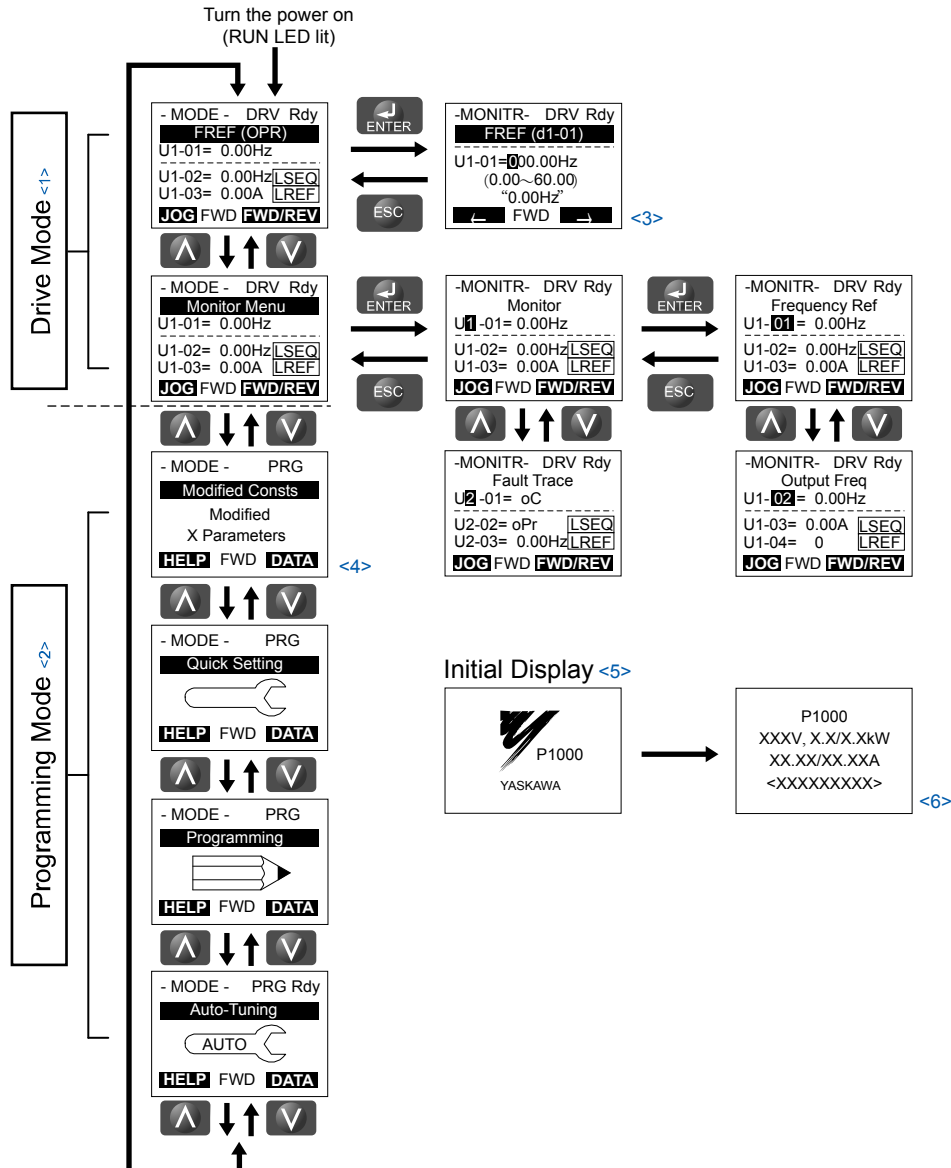 Turn the power on
(RUN LED lit)
Drive Mode <1>
- MODE - DRV Rdy
FREF (OPR)
U1-01= 0.00Hz
U1-02= 0.00Hz LSEQ
U1-03= 0.00A LREF
JOG FWD FWD/REV
ENTER
ESC
-MONITR- DRV Rdy
FREF (d1-01)
U1-01=000.00Hz
(0.00~60.00)
“0.00Hz”
← FWD →
<3>
- MODE - DRV Rdy
Monitor Menu
U1-01= 0.00Hz
U1-02= 0.00Hz LSEQ
U1-03= 0.00A LREF
JOG FWD FWD/REV
ENTER
ESC
-MONITR- DRV Rdy
Monitor
U1 -01= 0.00Hz
U1-02= 0.00Hz LSEQ
U1-03= 0.00A LREF
JOG FWD FWD/REV
ENTER
ESC
-MONITR- DRV Rdy
Frequency Ref
U1- 01 = 0.00Hz
U1-02= 0.00Hz LSEQ
U1-03= 0.00A LREF
JOG FWD FWD/REV
-MONITR- DRV Rdy
Fault Trace
U2 -01= oC
U2-02= oPr LSEQ
U2-03= 0.00Hz LREF
JOG FWD FWD/REV
-MONITR- DRV Rdy
Output Freq
U1- 02 = 0.00Hz
U1-03= 0.00A LSEQ
U1-04= 0 LREF
JOG FWD FWD/REV
Programming Mode <2>
- MODE - PRG
Modified Consts
Modified
X Parameters
HELP FWD DATA
<4>
- MODE - PRG
Quick Setting
HELP FWD DATA
- MODE - PRG
Programming
HELP FWD DATA
- MODE - PRG Rdy
Auto-Tuning
AUTO
HELP FWD DATA
Initial Display <5>
P1000
YASKAWA
P1000
XXXV, X.X/X.XkW
XX.XX/XX.XXA
<XXXXXXXXX>
<6>